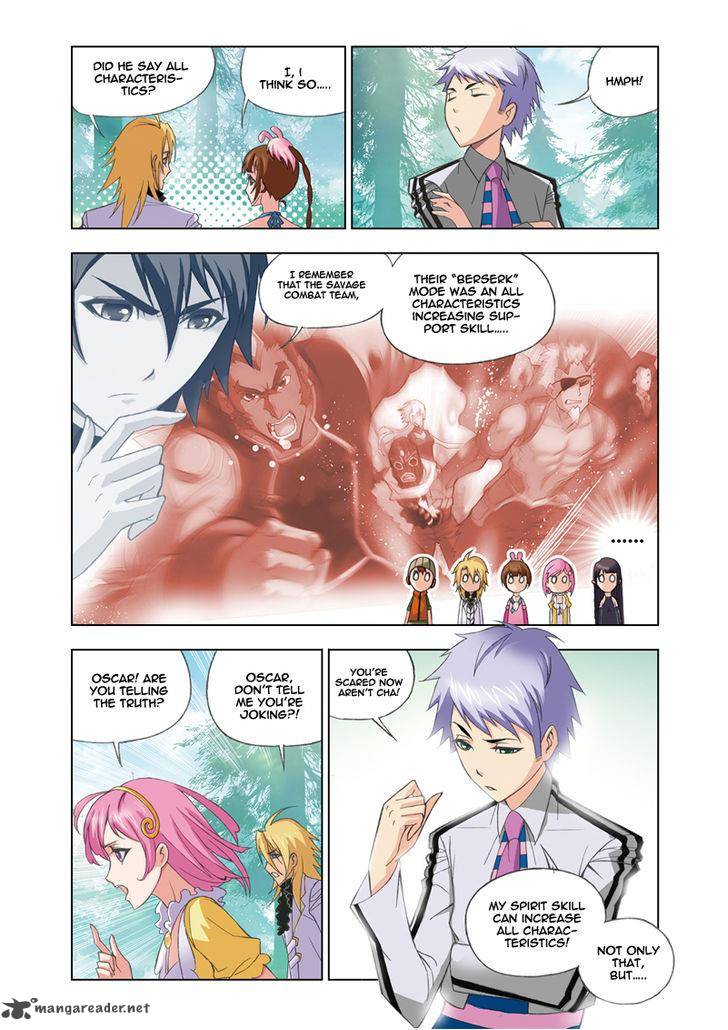 DID HE SAY ALL
CHARACTERIS-
TICS?
I, I
THINK SO.....
HMPH!
I REMEMBER
THAT THE SAVAGE
COMBAT TEAM,
THEIR "BERSERK"
MODE WAS AN ALL
CHARACTERISTICS
INCREASING SUP-
PORT SKILL.....
......
OSCAR! ARE
YOU TELLING
THE TRUTH?
OSCAR,
DON'T TELL
ME YOU'RE
JOKING?!
YOU'RE
SCARED NOW
AREN'T CHA!
MY SPIRIT SKILL
CAN INCREASE
ALL CHARAC-
TERISTICS!
NOT ONLY
THAT,
BUT.....
mangareader.net